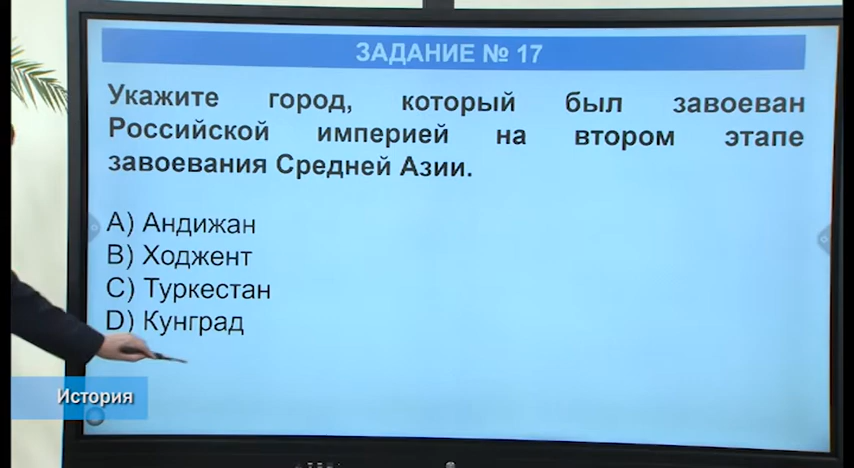 ЗАДАНИЕ № 17
Укажите город, который был завоеван
Российской империей на втором этапе
завоевания Средней Азии.
A) Андижан
B) Ходжент
C) Туркестан
D) Кунград
История